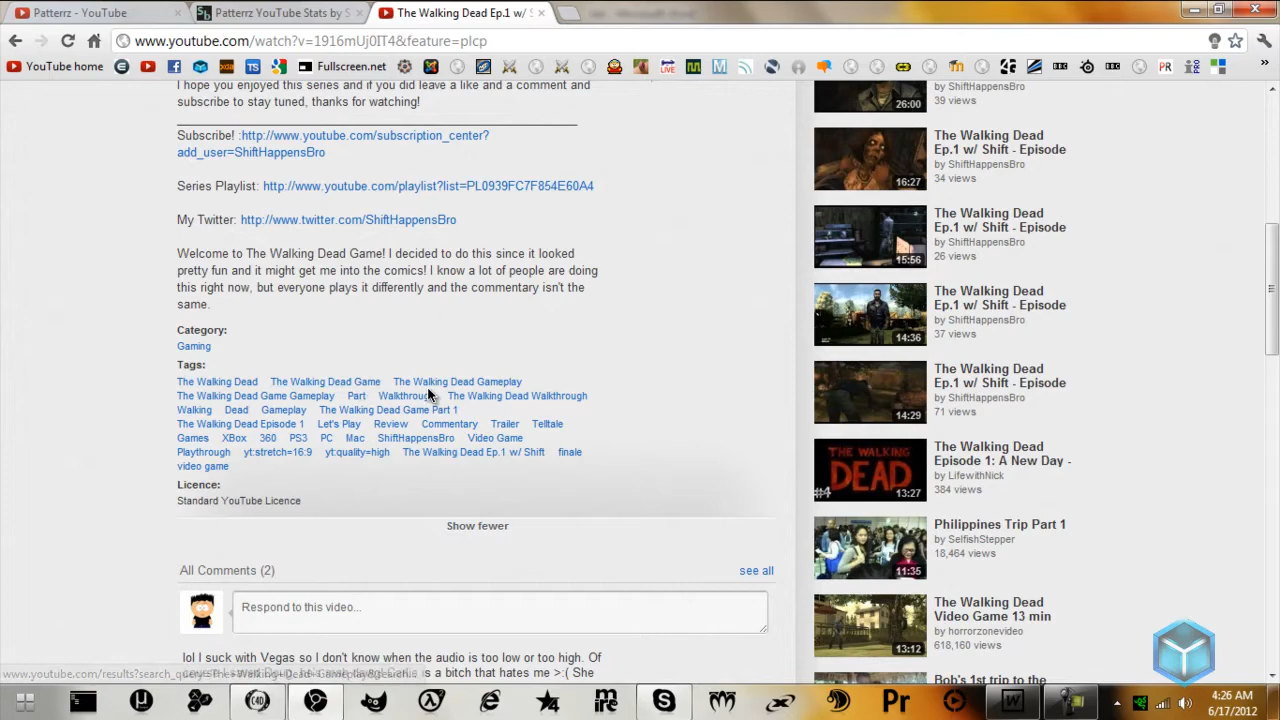 Patterz - YouTube
Patterz YouTube Stats by S
The Walking Dead Ep.1 w/ S
www.youtube.com/watch?v=1916mUj0IT4&feature=plcp
YouTube home
Fullscreen.net
I hope you enjoyed this series and if you did leave a like and a comment and
subscribe to stay tuned, thanks for watching!
Subscribe! :http://www.youtube.com/subscription_center?
add_user=ShiftHappensBro
Series Playlist: http://www.youtube.com/playlist?list=PL0939FC7F854E60A4
My Twitter: http://www.twitter.com/ShiftHappensBro
Welcome to The Walking Dead Game! I decided to do this since it looked
pretty fun and it might get me into the comics! I know a lot of people are doing
this right now, but everyone plays it differently and the commentary isn't the
same.
Category:
Gaming
Tags:
The Walking Dead The Walking Dead Game The Walking Dead Gameplay
The Walking Dead Game Gameplay Part Walkthrough The Walking Dead Walkthrough
Walking Dead Gameplay The Walking Dead Game Part 1
The Walking Dead Episode 1 Let's Play Review Commentary Trailer Telltale
Games XBox 360 PS3 PC Mac ShiftHappensBro Video Game
Playthrough yt:stretch=16:9 yt:quality=high The Walking Dead Ep.1 w/ Shift finale
video game
Licence:
Standard YouTube Licence
Show fewer
All Comments (2)
see all
Respond to this video...
lol I suck with Vegas so I don't know when the audio is too low or too high. Of
is a bitch that hates me >:( She
by ShiftHappensBro
39 views
26:00
The Walking Dead
Ep.1 w/ Shift - Episode
by ShiftHappensBro
34 views
16:27
The Walking Dead
Ep.1 w/ Shift - Episode
by ShiftHappensBro
26 views
15:56
The Walking Dead
Ep.1 w/ Shift - Episode
by ShiftHappensBro
37 views
14:36
The Walking Dead
Ep.1 w/ Shift - Episode
by ShiftHappensBro
71 views
14:29
The Walking Dead
Episode 1: A New Day -
by LifewithNick
384 views
THE WALKING
DEAD
#4
13:27
Philippines Trip Part 1
by SelfishStepper
18,464 views
11:35
The Walking Dead
Video Game 13 min
by horrorzonevideo
618,160 views
13:12
Bob's 1st trip to the
4:26 AM
6/17/2012